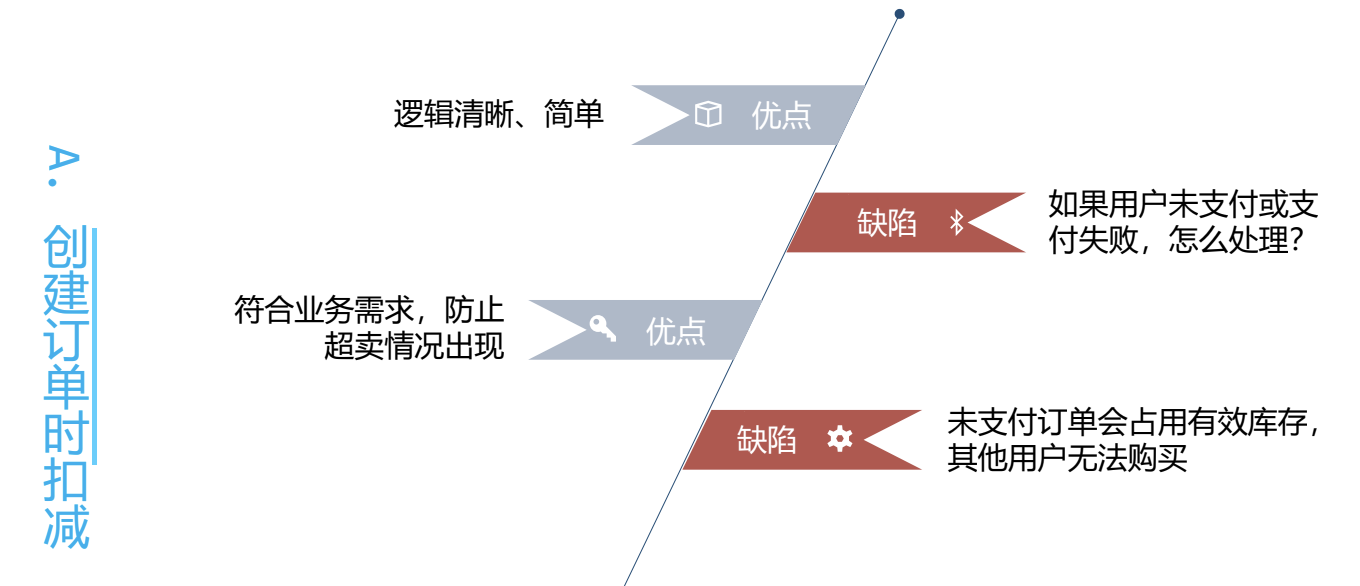 A. 创建订单时扣减
逻辑清晰、简单
优点
缺陷
如果用户未支付或支
付失败，怎么处理？
符合业务需求，防止
超卖情况出现
优点
缺陷
未支付订单会占用有效库存，
其他用户无法购买